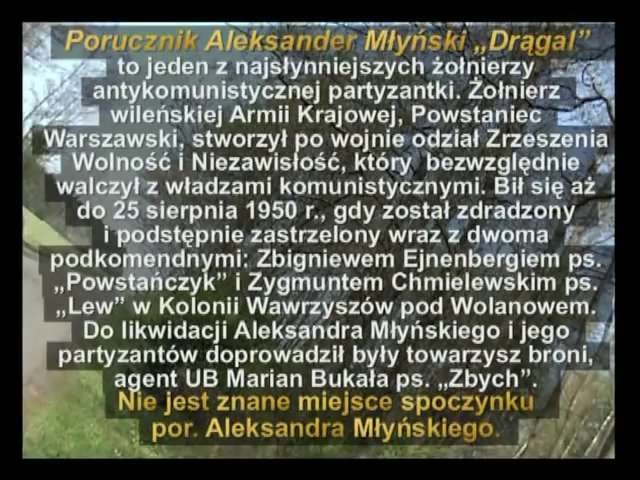 Porucznik Aleksander Młyński „Drągal”
to jeden z najsłynniejszych żołnierzy
antykomunistycznej partyzantki. Żołnierz
wileńskiej Armii Krajowej, Powstaniec
Warszawski, stworzył po wojnie odział Zrzeszenia
Wolność i Niezawisłość, który bezwzględnie
walczył z władzami komunistycznymi. Bił się aż
do 25 sierpnia 1950 r., gdy został zdradzony
i podstępnie zastrzelony wraz z dwoma
podkomendnymi: Zbigniewem Ejnenbergiem ps.
„Powstańczyk” i Zygmuntem Chmielewskim ps.
„Lew” w Kolonii Wawrzyszów pod Wolanowem.
Do likwidacji Aleksandra Młyńskiego i jego
partyzantów doprowadził były towarzysz broni,
agent UB Marian Bukała ps. „Zbych”.
Nie jest znane miejsce spoczynku
por. Aleksandra Młyńskiego.